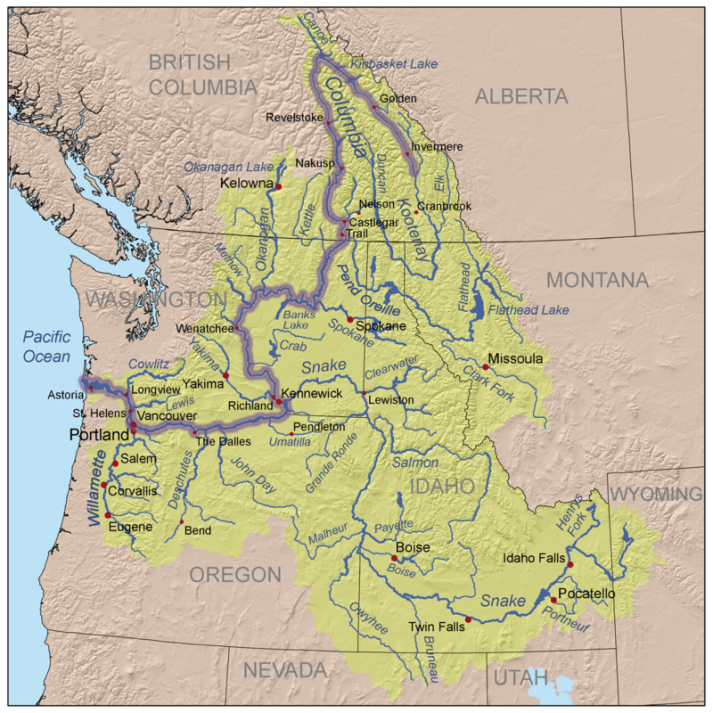 Canoe
BRITISH
COLUMBIA
Kinbasket Lake
ALBERTA
Golden
Columbia
Revelstoke
Invermere
Nakusp
Okanagan Lake
Duncan
Elk
Kelowna
Nelson
Cranbrook
Kettle
Kootenay
Castlegar
Trail
Okanagan
Methow
Pend Oreille
Flathead
MONTANA
WASHINGTON
Banks
Lake
Flathead Lake
Spokane
Spokane
Wenatchee
Pacific
Ocean
Crab
Missoula
Cowlitz
Yakima
Snake
Clearwater
Clark Fork
Yakima
Astoria
Longview
Lewis
Richland
Kennewick
Lewiston
St. Helens
Vancouver
Portland
The Dalles
Pendleton
Umatilla
Salem
Grande Ronde
Salmon
John Day
Deschutes
Willamette
Corvallis
IDAHO
WYOMING
Henrys
Fork
Eugene
Bend
Malheur
Payette
Boise
Boise
Idaho Falls
OREGON
Snake
Pocatello
Owyhee
Twin Falls
Portneuf
Bruneau
NEVADA
UTAH